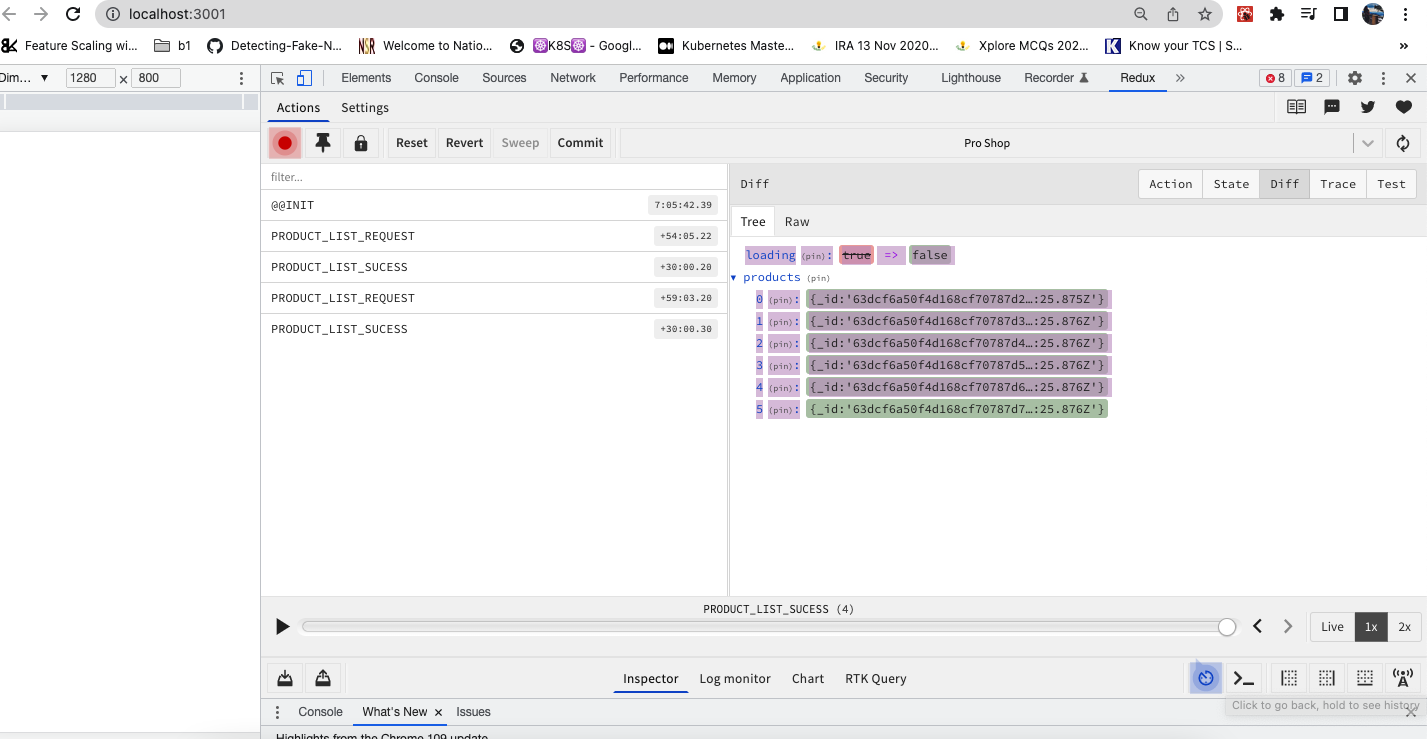 localhost:3001
Feature Scaling wi... b1 Detecting-Fake-N... NSR Welcome to Natio... K8S - Googl... Kubernetes Maste... IRA 13 Nov 2020... Xplore MCQs 202... Know your TCS | S... »
Dim... ▼ 1280 x 800
Elements Console Sources Network Performance Memory Application Security Lighthouse Recorder Redux » 8 2
Actions Settings
Reset Revert Sweep Commit Pro Shop
filter...
@@INIT 7:05:42.39
PRODUCT_LIST_REQUEST +54:05.22
PRODUCT_LIST_SUCESS +30:00.20
PRODUCT_LIST_REQUEST +59:03.20
PRODUCT_LIST_SUCESS +30:00.30
Diff Action State Diff Trace Test
Tree Raw
loading (pin): true => false
products (pin)
0 (pin): {_id:'63dcf6a50f4d168cf70787d2…:25.875Z'}
1 (pin): {_id:'63dcf6a50f4d168cf70787d3…:25.876Z'}
2 (pin): {_id:'63dcf6a50f4d168cf70787d4…:25.876Z'}
3 (pin): {_id:'63dcf6a50f4d168cf70787d5…:25.876Z'}
4 (pin): {_id:'63dcf6a50f4d168cf70787d6…:25.876Z'}
5 (pin): {_id:'63dcf6a50f4d168cf70787d7…:25.876Z'}
PRODUCT_LIST_SUCESS (4)
Live 1x 2x
Inspector Log monitor Chart RTK Query
Click to go back, hold to see history
Console What's New × Issues
Highlights from the Chrome 109 update